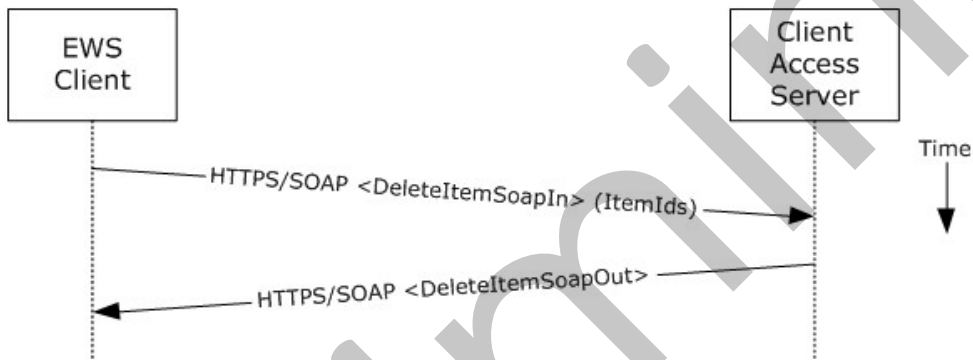 EWS
Client
Client
Access
Server
Time
HTTPS/SOAP <DeleteItemSoapIn> (ItemIds)
HTTPS/SOAP <DeleteItemSoapOut>